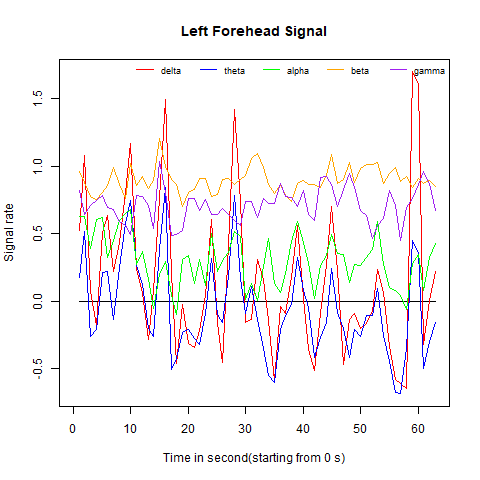 Left Forehead Signal
delta theta alpha beta gamma
1.5
1.0
0.5
0.0
-0.5
Signal rate
0 10 20 30 40 50 60
Time in second(starting from 0 s)